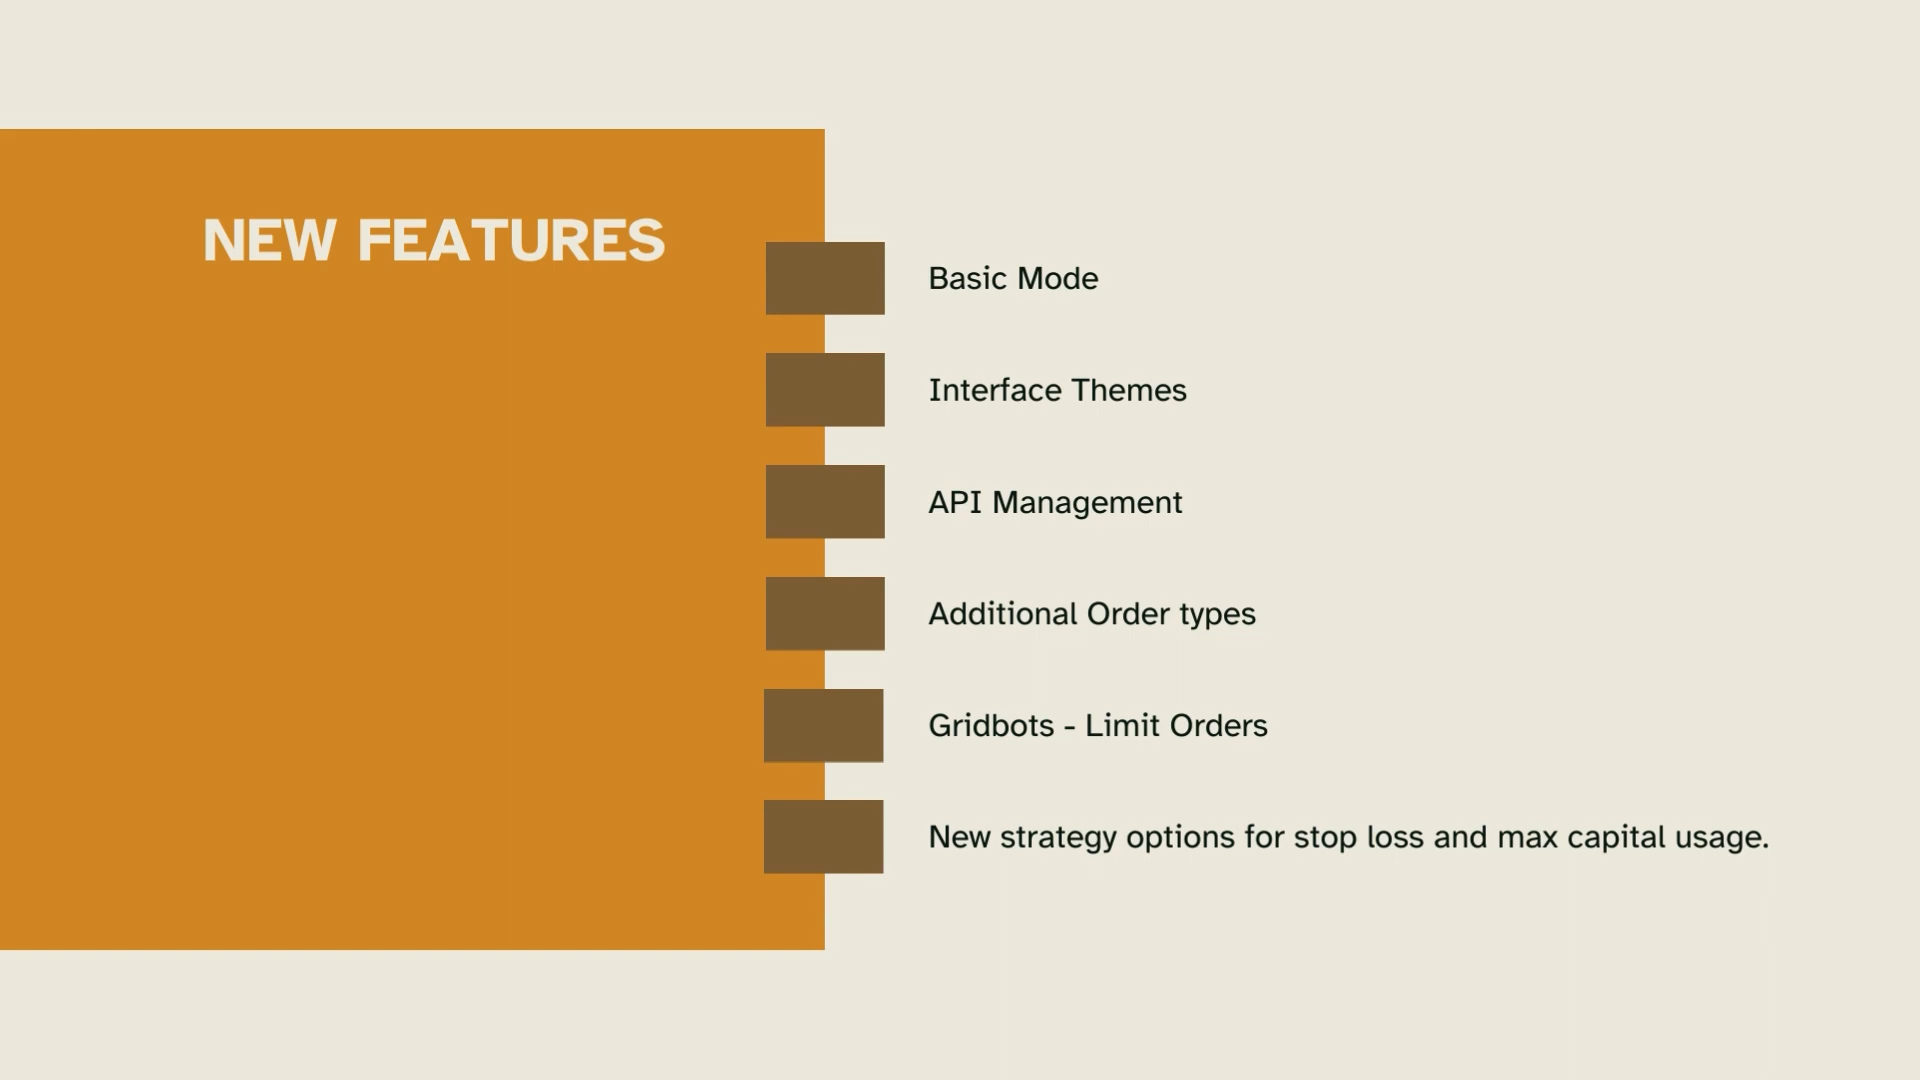 NEW FEATURES
Basic Mode
Interface Themes
API Management
Additional Order types
Gridbots - Limit Orders
New strategy options for stop loss and max capital usage.